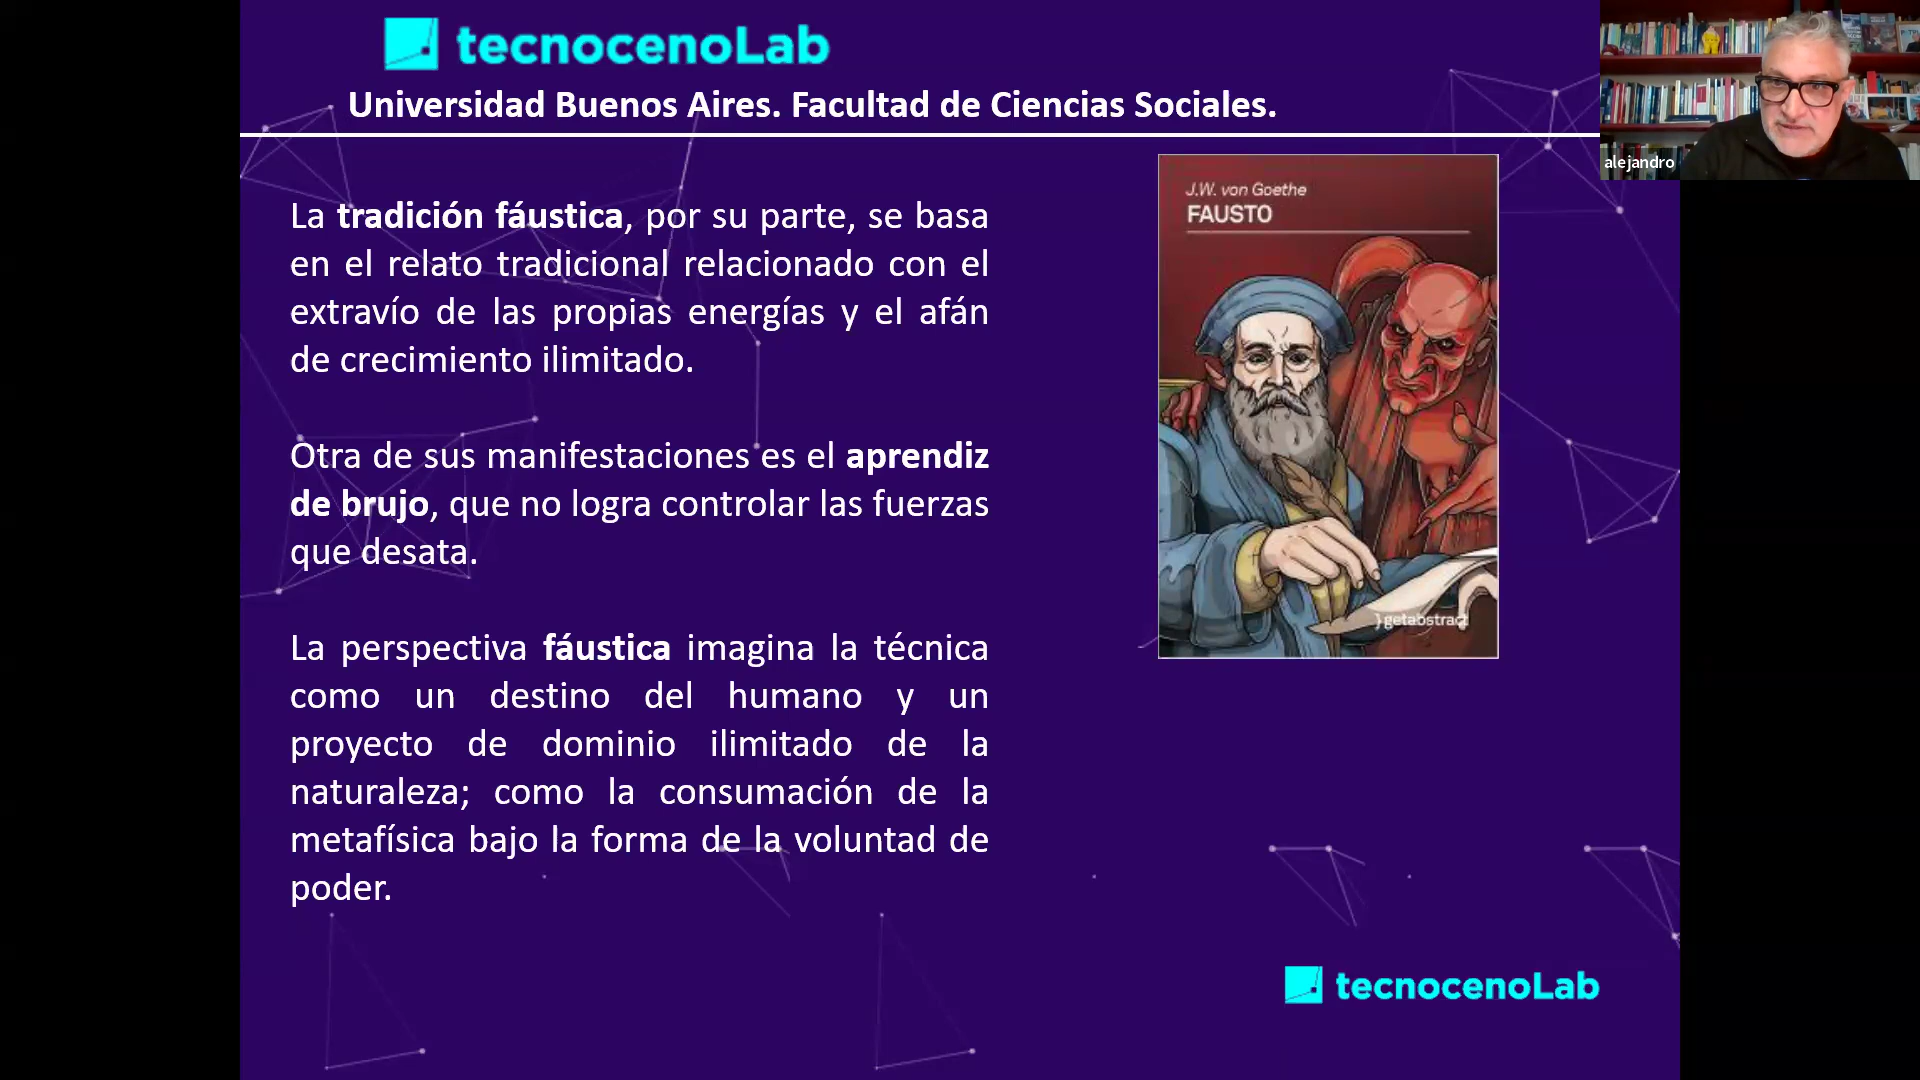 tecnocenoLab
Universidad Buenos Aires. Facultad de Ciencias Sociales.
alejandro
La tradición fáustica, por su parte, se basa
en el relato tradicional relacionado con el
extravío de las propias energías y el afán
de crecimiento ilimitado.
Otra de sus manifestaciones es el aprendiz
de brujo, que no logra controlar las fuerzas
que desata.
La perspectiva fáustica imagina la técnica
como un destino del humano y un
proyecto de dominio ilimitado de la
naturaleza; como la consumación de la
metafísica bajo la forma de la voluntad de
poder.
J.W. von Goethe
FAUSTO
}getabstract
tecnocenoLab